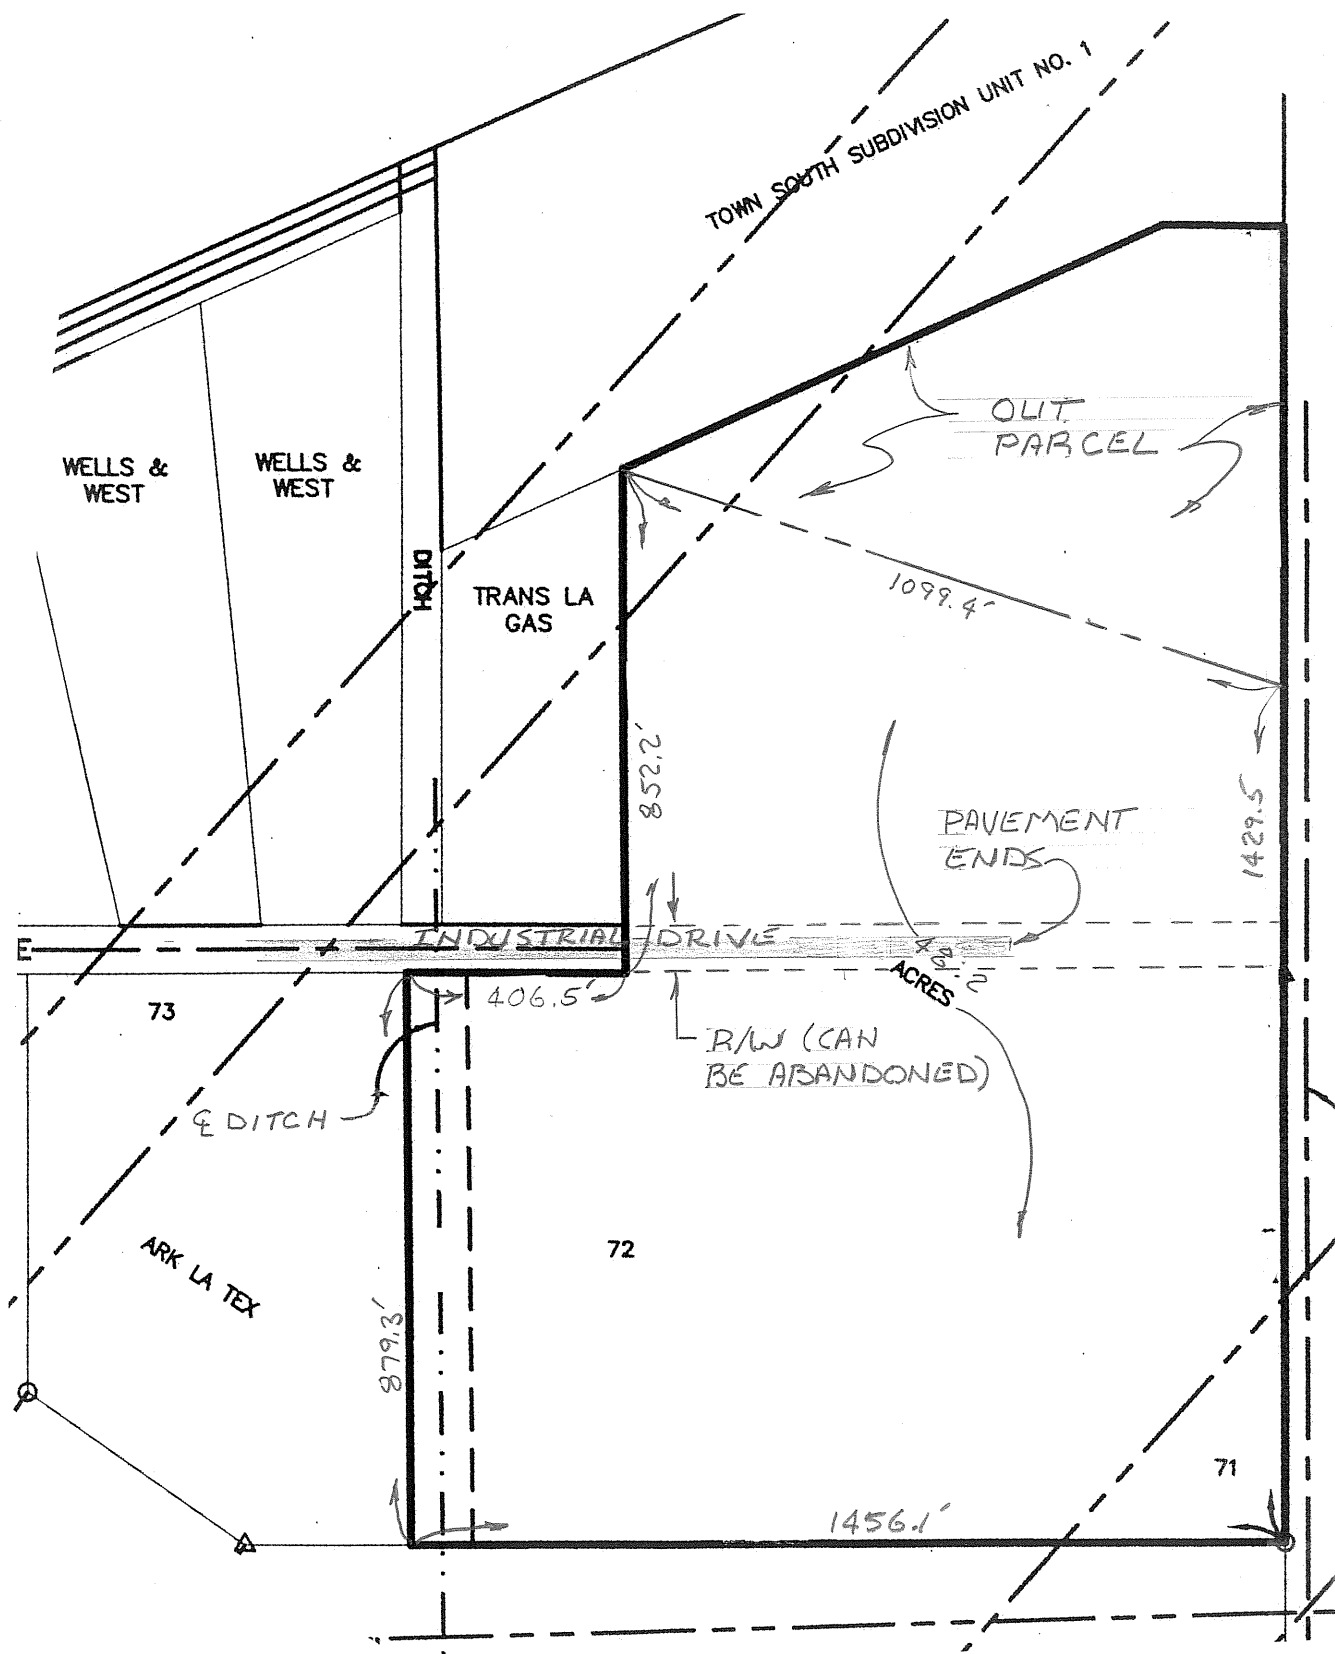 TOWN SOUTH SUBDIVISION UNIT NO. 1
OUT
PARCEL
WELLS &
WEST
WELLS &
WEST
DITCH
TRANS LA
GAS
1099.4'
852.2'
1429.5
PAVEMENT
ENDS
E
INDUSTRIAL DRIVE
48.2
ACRES
73
406.5'
R/W (CAN
BE ABANDONED)
℄ DITCH
ARK LA TEX
72
879.3'
71
1456.1'